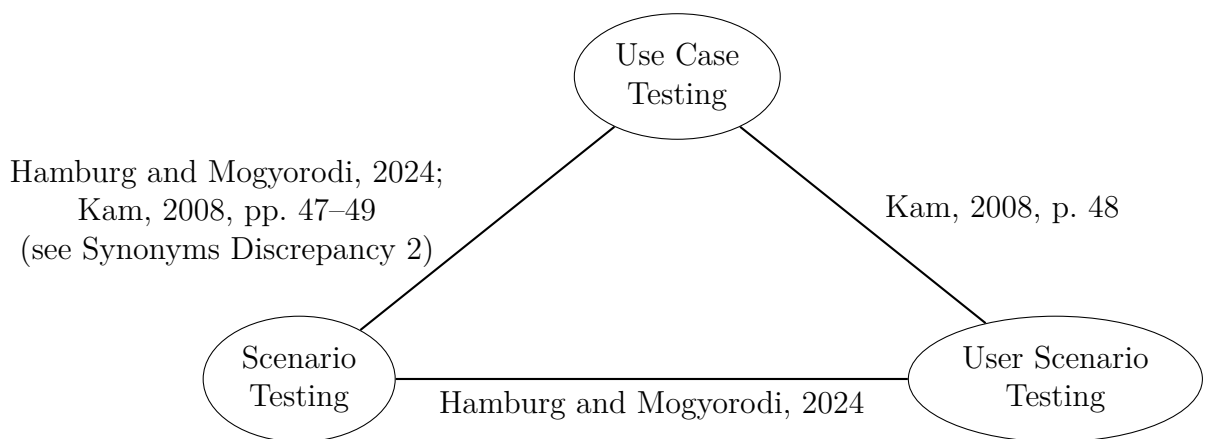 Use Case
Testing
Hamburg and Mogyorodi, 2024;
Kam, 2008, pp. 47–49
(see Synonyms Discrepancy 2)
Kam, 2008, p. 48
Scenario
Testing
Hamburg and Mogyorodi, 2024
User Scenario
Testing